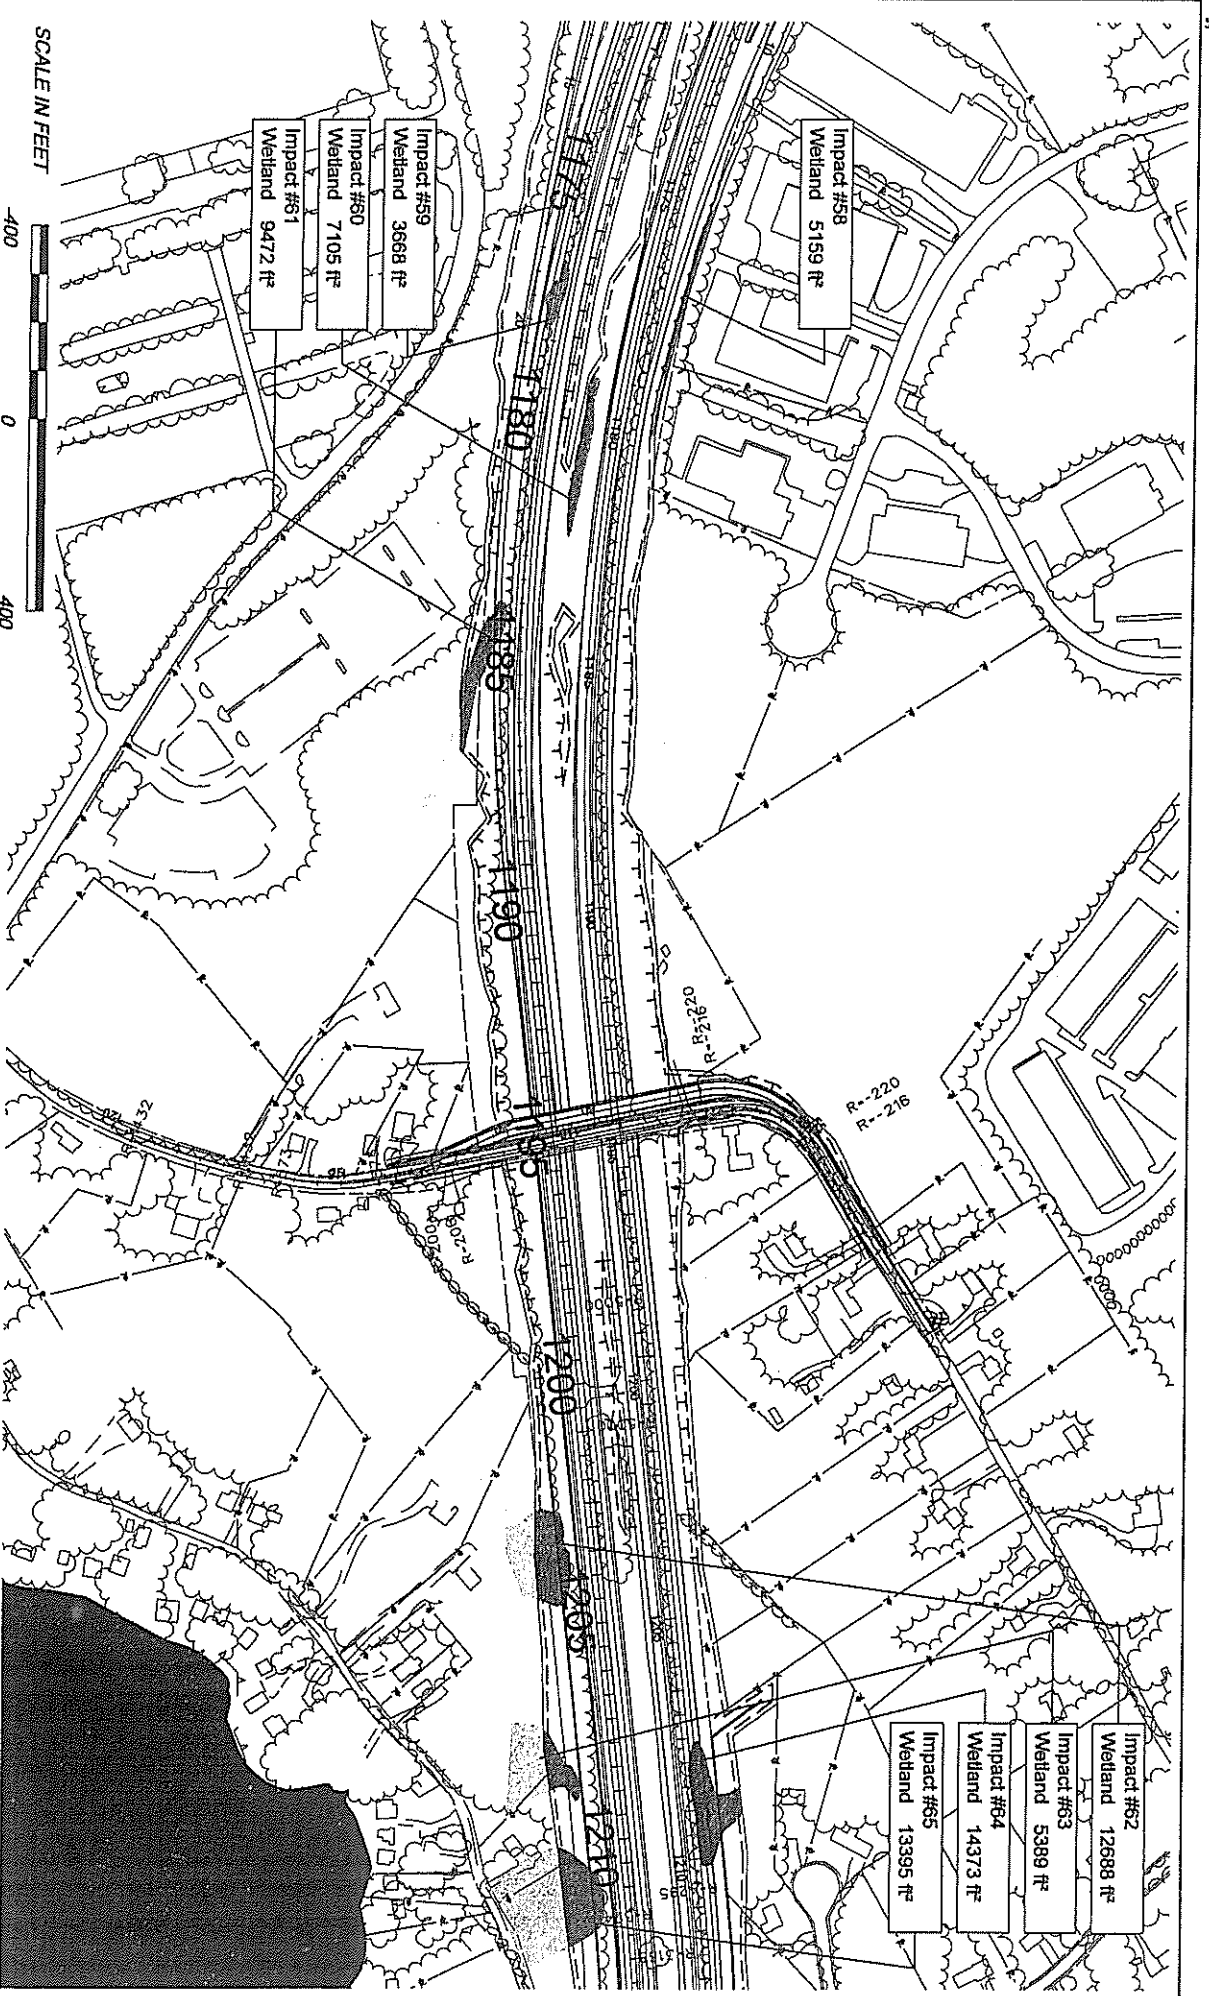 Impact #58
Wetland 5159 ft²
Impact #59
Wetland 3668 ft²
Impact #60
Wetland 7105 ft²
Impact #61
Wetland 9472 ft²
Impact #62
Wetland 12688 ft²
Impact #63
Wetland 5389 ft²
Impact #64
Wetland 14373 ft²
Impact #65
Wetland 13395 ft²
1175
1180
1185
1190
1195
1200
1205
1210
R=-220
R=-216
R=-220
R=-216
SCALE IN FEET
-400 0 400